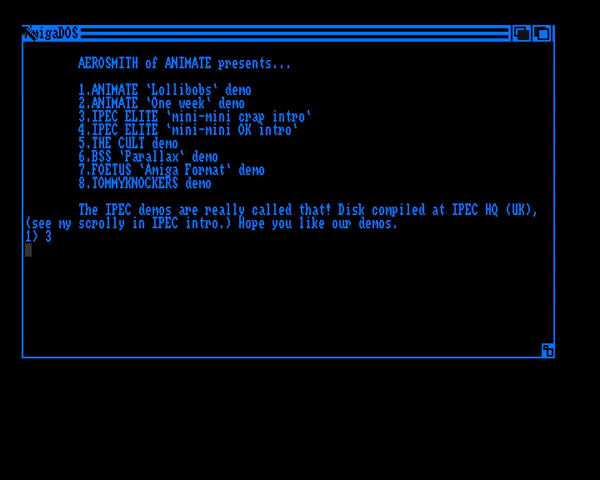 AmigaDOS
AEROSMITH of ANIMATE presents...
1.ANIMATE `Lollibobs` demo
2.ANIMATE `One week` demo
3.IPEC ELITE `mini-mini crap intro`
4.IPEC ELITE `mini-mini OK intro`
5.THE CULT demo
6.BSS `Parallax` demo
7.FOETUS `Amiga Format` demo
8.TOMMYKNOCKERS demo
The IPEC demos are really called that! Disk compiled at IPEC HQ (UK),
(see my scrolly in IPEC intro.) Hope you like our demos.
1> 3